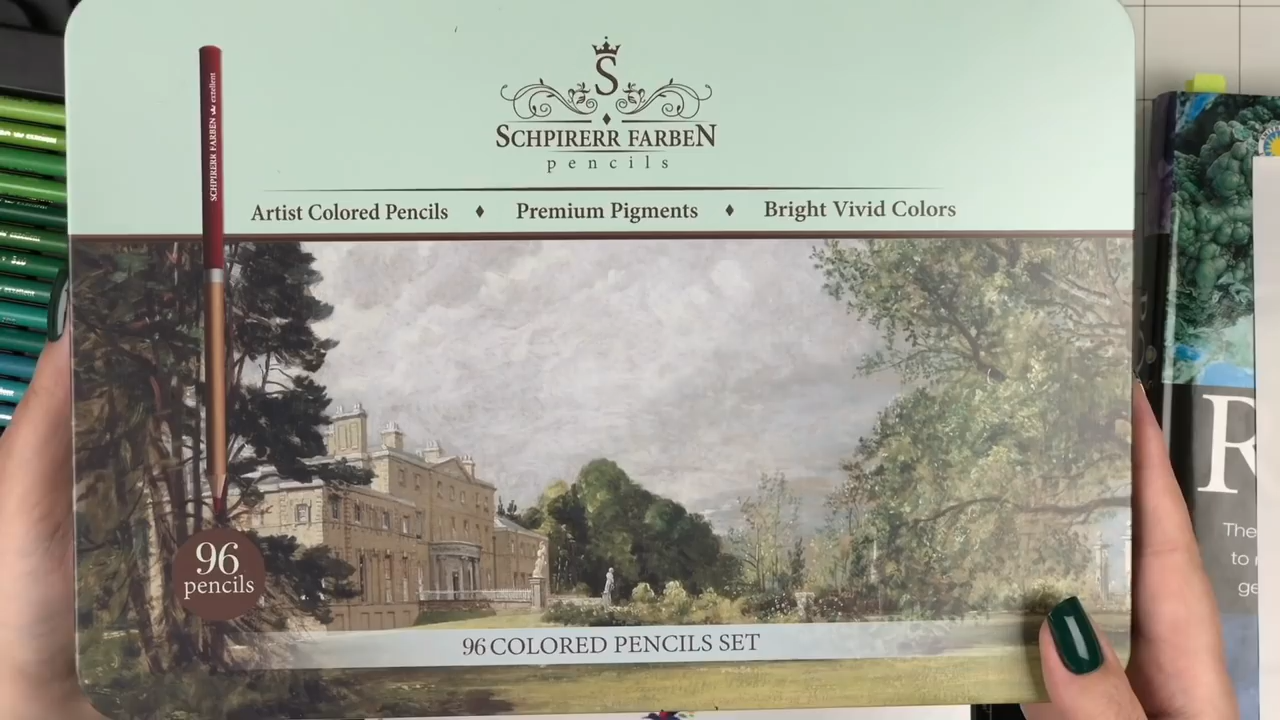 S
SCHPIRERR FARBEN
pencils
Artist Colored Pencils ♦ Premium Pigments ♦ Bright Vivid Colors
SCHPIRERR FARBEN exellent
96
pencils
96 COLORED PENCILS SET
R
The
to
ge